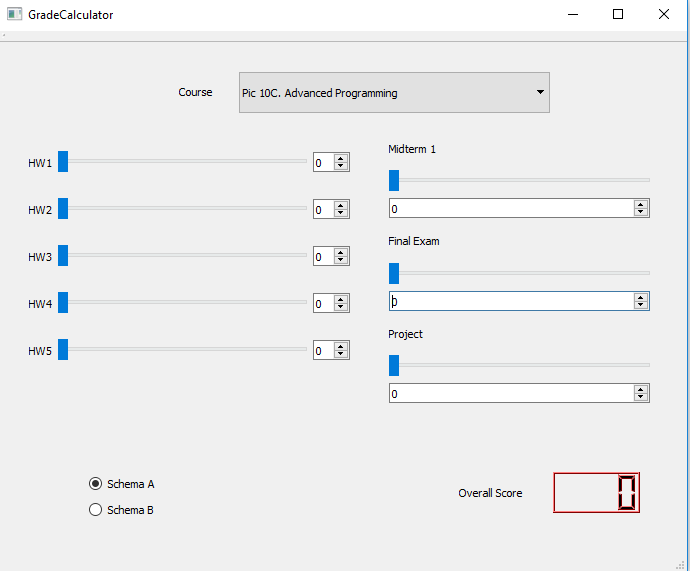 GradeCalculator
Course
Pic 10C. Advanced Programming
HW1
0
HW2
0
HW3
0
HW4
0
HW5
0
Midterm 1
0
Final Exam
0
Project
0
Schema A
Schema B
Overall Score
0